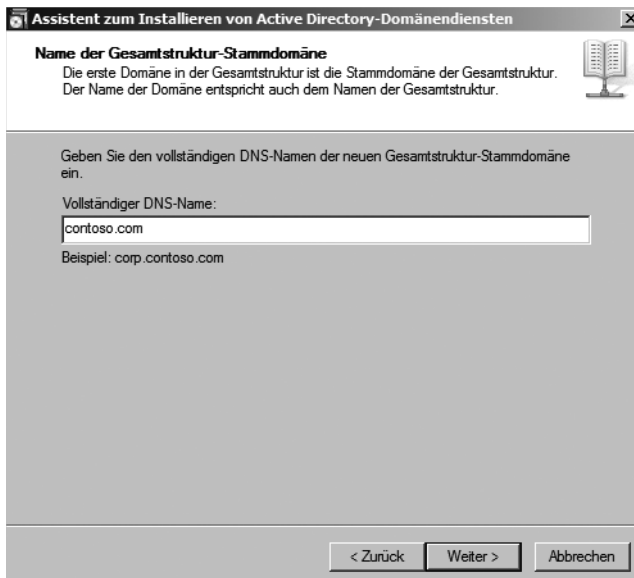 Assistent zum Installieren von Active Directory-Domänendiensten
Name der Gesamtstruktur-Stammdomäne
Die erste Domäne in der Gesamtstruktur ist die Stammdomäne der Gesamtstruktur.
Der Name der Domäne entspricht auch dem Namen der Gesamtstruktur.
Geben Sie den vollständigen DNS-Namen der neuen Gesamtstruktur-Stammdomäne
ein.
Vollständiger DNS-Name:
contoso.com
Beispiel: corp.contoso.com
< Zurück
Weiter >
Abbrechen